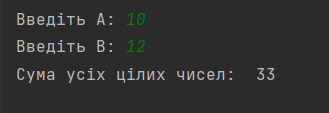 Введіть A: 10
Введіть B: 12
Сума усіх цілих чисел:  33